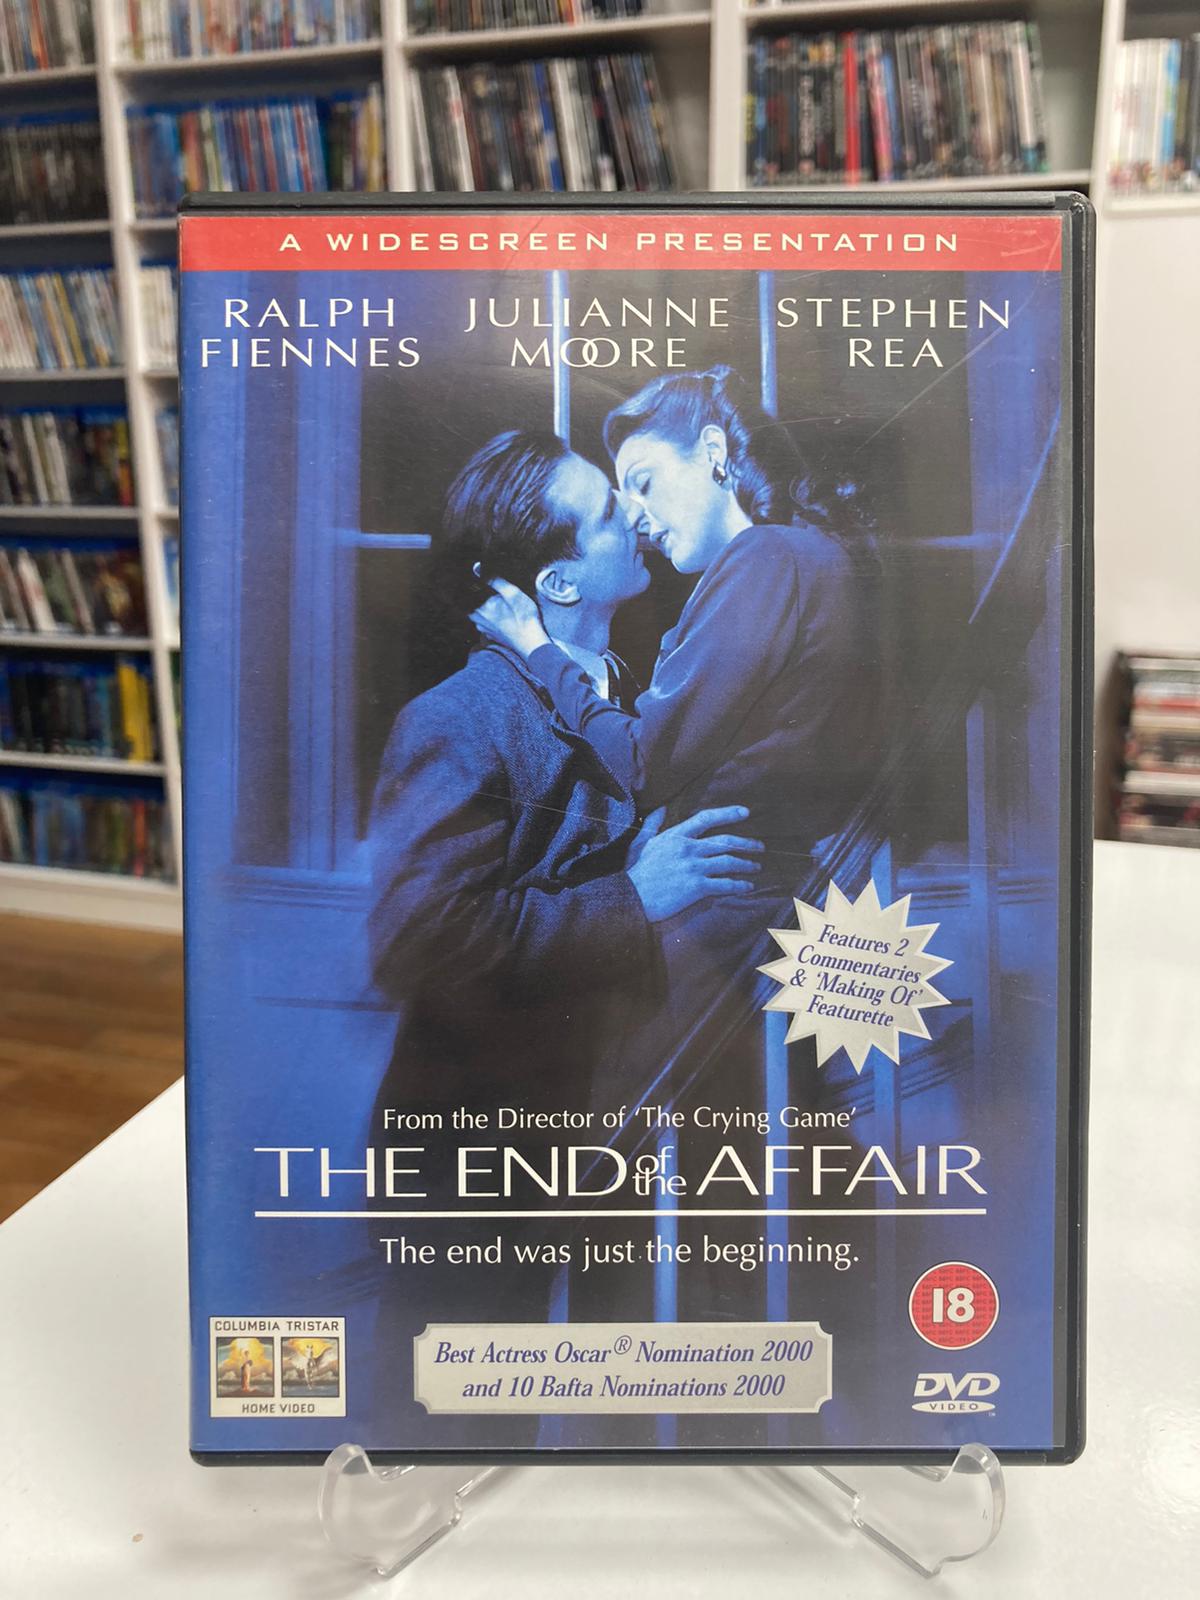 A WIDESCREEN PRESENTATION
RALPH JULIANNE STEPHEN
FIENNES MOORE REA
Features 2
Commentaries
& 'Making Of'
Featurette
From the Director of 'The Crying Game'
THE END of the AFFAIR
The end was just the beginning.
18
COLUMBIA TRISTAR
HOME VIDEO
Best Actress Oscar® Nomination 2000
and 10 Bafta Nominations 2000
DVD
VIDEO